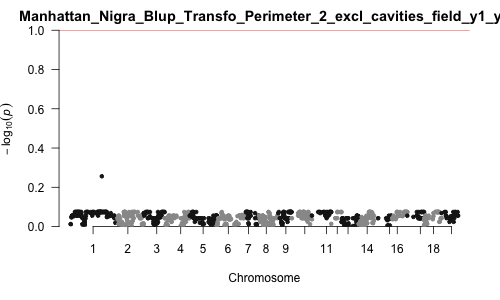 Manhattan_Nigra_Blup_Transfo_Perimeter_2_excl_cavities_field_y1_y
1.0
0.8
0.6
0.4
0.2
0.0
− log10(p)
1 2 3 4 5 6 7 8 9 11 14 16 18
Chromosome